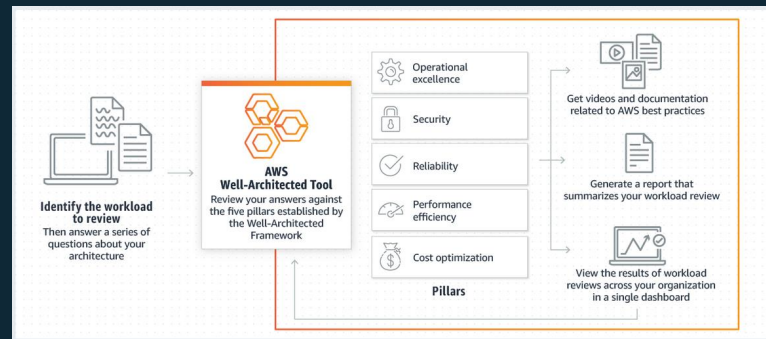 Identify the workload
to review
Then answer a series of
questions about your
architecture
AWS
Well-Architected Tool
Review your answers against
the five pillars established by
the Well-Architected
Framework
Operational
excellence
Security
Reliability
Performance
efficiency
Cost optimization
Pillars
Get videos and documentation
related to AWS best practices
Generate a report that
summarizes your workload review
View the results of workload
reviews across your organization
in a single dashboard